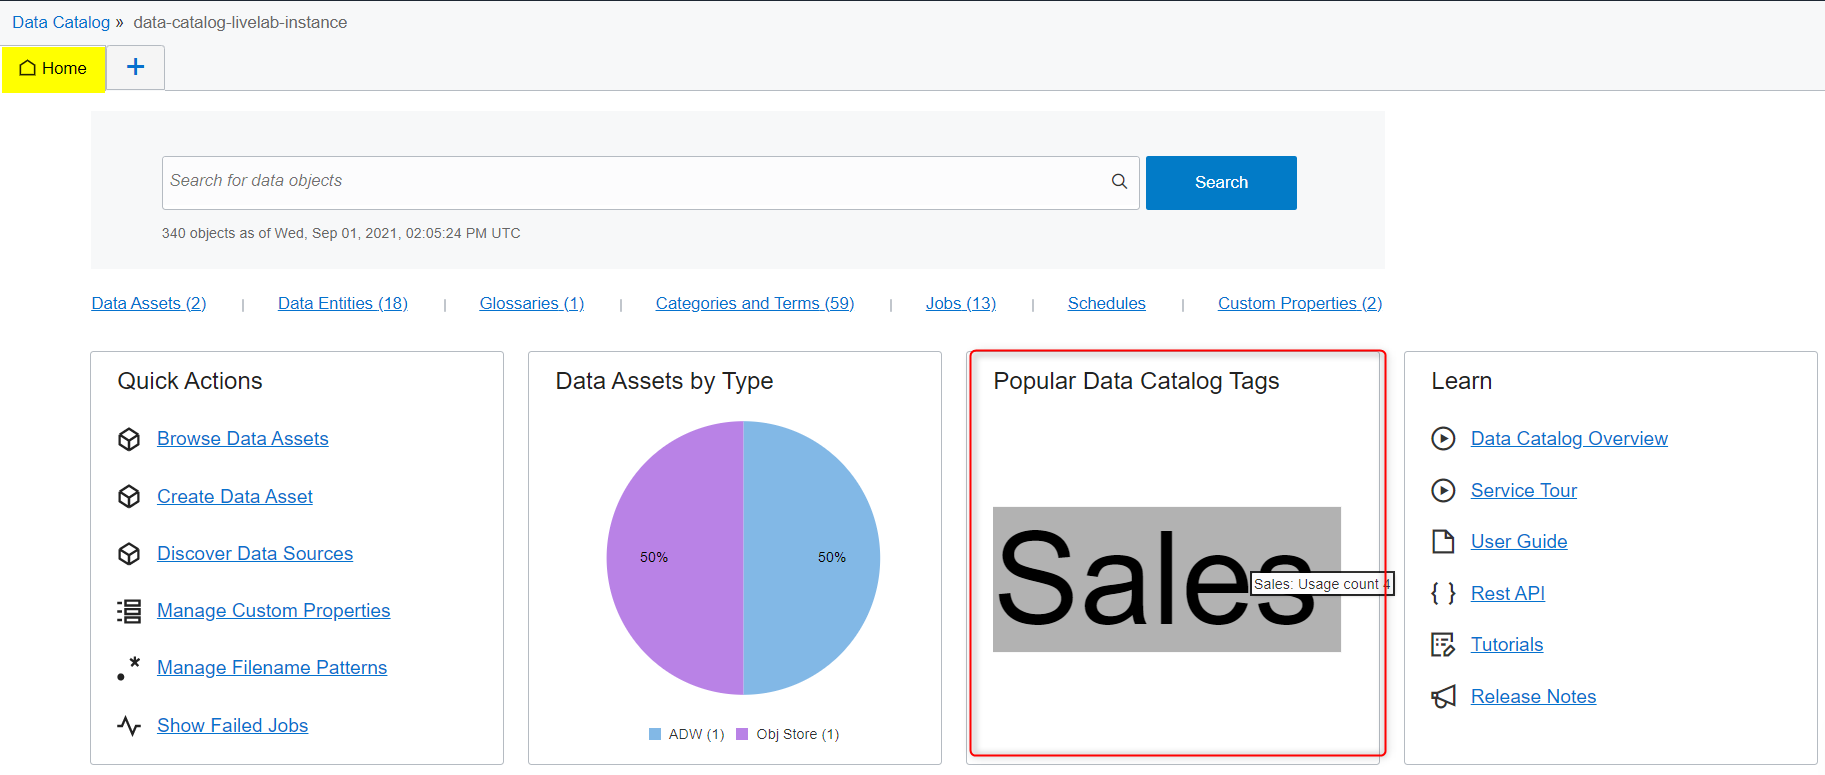 Data Catalog » data-catalog-livelab-instance
Home +
Search for data objects
Search
340 objects as of Wed, Sep 01, 2021, 02:05:24 PM UTC
Data Assets (2) | Data Entities (18) | Glossaries (1) | Categories and Terms (59) | Jobs (13) | Schedules | Custom Properties (2)
Quick Actions
Browse Data Assets
Create Data Asset
Discover Data Sources
Manage Custom Properties
Manage Filename Patterns
Show Failed Jobs
Data Assets by Type
50% 50%
ADW (1) Obj Store (1)
Popular Data Catalog Tags
Sales
Sales: Usage count 4
Learn
Data Catalog Overview
Service Tour
User Guide
Rest API
Tutorials
Release Notes